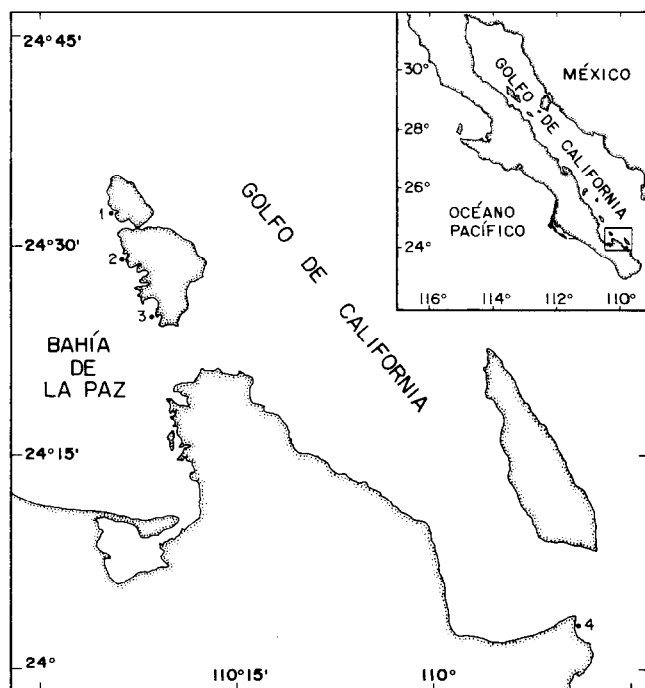 24°45'
30°
28°
26°
24°
116°
114°
112°
110°
GOLFO DE CALIFORNIA
MÉXICO
OCÉANO
PACÍFICO
1
24°30'
2
3
GOLFO DE CALIFORNIA
BAHÍA
DE
LA PAZ
24°15'
4
24°
110°15'
110°